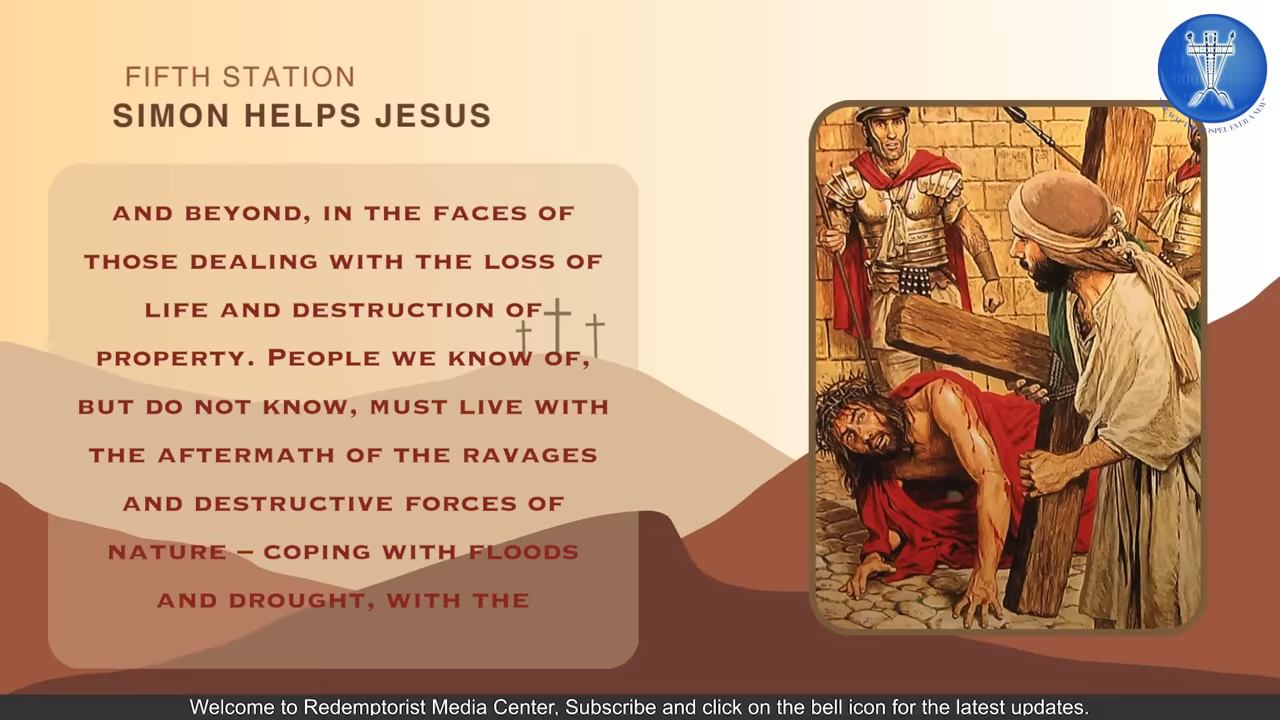 FIFTH STATION
SIMON HELPS JESUS
AND BEYOND, IN THE FACES OF
THOSE DEALING WITH THE LOSS OF
LIFE AND DESTRUCTION OF
PROPERTY. PEOPLE WE KNOW OF,
BUT DO NOT KNOW, MUST LIVE WITH
THE AFTERMATH OF THE RAVAGES
AND DESTRUCTIVE FORCES OF
NATURE – COPING WITH FLOODS
AND DROUGHT, WITH THE
Welcome to Redemptorist Media Center, Subscribe and click on the bell icon for the latest updates.